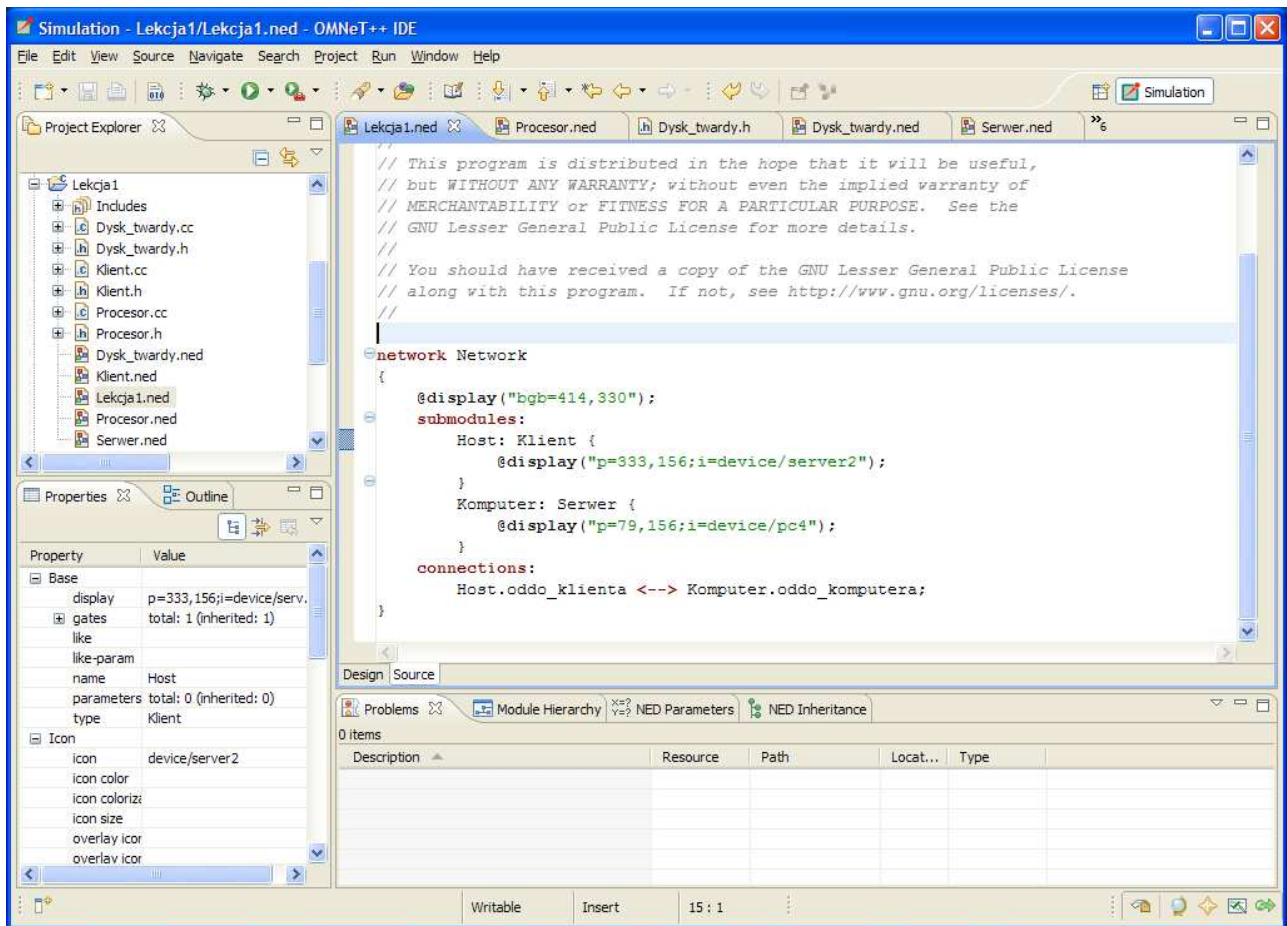 Simulation - Lekcja1/Lekcja1.ned - OMNeT++ IDE
File Edit View Source Navigate Search Project Run Window Help
Simulation
Project Explorer
Lekcja1
Includes
Dysk_twardy.cc
Dysk_twardy.h
Klient.cc
Klient.h
Procesor.cc
Procesor.h
Dysk_twardy.ned
Klient.ned
Lekcja1.ned
Procesor.ned
Serwer.ned
Properties Outline
Property Value
Base
display p=333,156;i=device/serv.
gates total: 1 (inherited: 1)
like
like-param
name Host
parameters total: 0 (inherited: 0)
type Klient
Icon
icon device/server2
icon color
icon coloriza
icon size
overlay icor
overlay icor
Lekcja1.ned Procesor.ned Dysk_twardy.h Dysk_twardy.ned Serwer.ned »6
//
// This program is distributed in the hope that it will be useful,
// but WITHOUT ANY WARRANTY; without even the implied warranty of
// MERCHANTABILITY or FITNESS FOR A PARTICULAR PURPOSE.  See the
// GNU Lesser General Public License for more details.
//
// You should have received a copy of the GNU Lesser General Public License
// along with this program.  If not, see http://www.gnu.org/licenses/.
//
network Network
{
@display("bgb=414,330");
submodules:
Host: Klient {
@display("p=333,156;i=device/server2");
}
Komputer: Serwer {
@display("p=79,156;i=device/pc4");
}
connections:
Host.oddo_klienta <--> Komputer.oddo_komputera;
}
Design Source
Problems Module Hierarchy NED Parameters NED Inheritance
0 items
Description Resource Path Locat... Type
Writable Insert 15 : 1